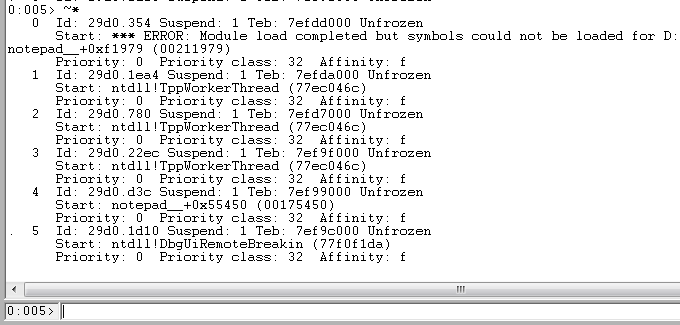 0:005> ~*
0 Id: 29d0.354 Suspend: 1 Teb: 7efdd000 Unfrozen
Start: *** ERROR: Module load completed but symbols could not be loaded for D:
notepad__+0xf1979 (00211979)
Priority: 0 Priority class: 32 Affinity: f
1 Id: 29d0.1ea4 Suspend: 1 Teb: 7efda000 Unfrozen
Start: ntdll!TppWorkerThread (77ec046c)
Priority: 0 Priority class: 32 Affinity: f
2 Id: 29d0.780 Suspend: 1 Teb: 7efd7000 Unfrozen
Start: ntdll!TppWorkerThread (77ec046c)
Priority: 0 Priority class: 32 Affinity: f
3 Id: 29d0.22ec Suspend: 1 Teb: 7ef9f000 Unfrozen
Start: ntdll!TppWorkerThread (77ec046c)
Priority: 0 Priority class: 32 Affinity: f
4 Id: 29d0.d3c Suspend: 1 Teb: 7ef99000 Unfrozen
Start: notepad__+0x55450 (00175450)
Priority: 0 Priority class: 32 Affinity: f
. 5 Id: 29d0.1d10 Suspend: 1 Teb: 7ef9c000 Unfrozen
Start: ntdll!DbgUiRemoteBreakin (77f0f1da)
Priority: 0 Priority class: 32 Affinity: f
0:005>